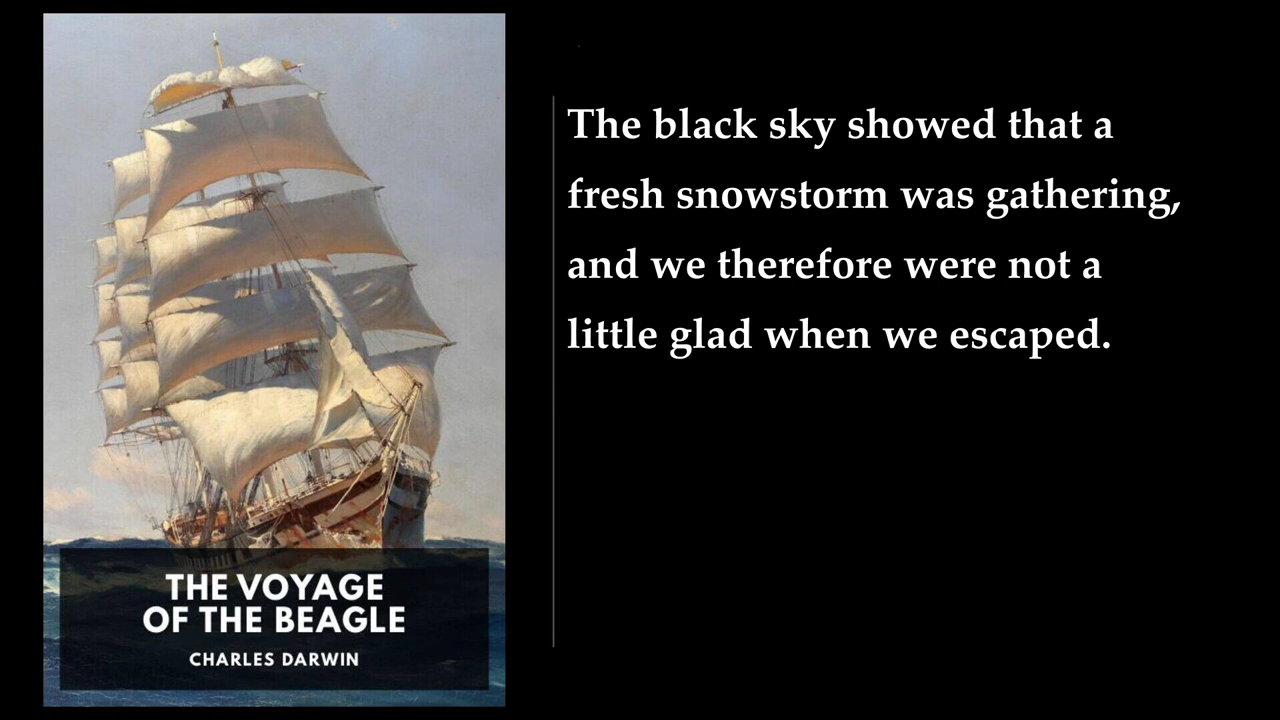 THE VOYAGE
OF THE BEAGLE
CHARLES DARWIN
The black sky showed that a
fresh snowstorm was gathering,
and we therefore were not a
little glad when we escaped.